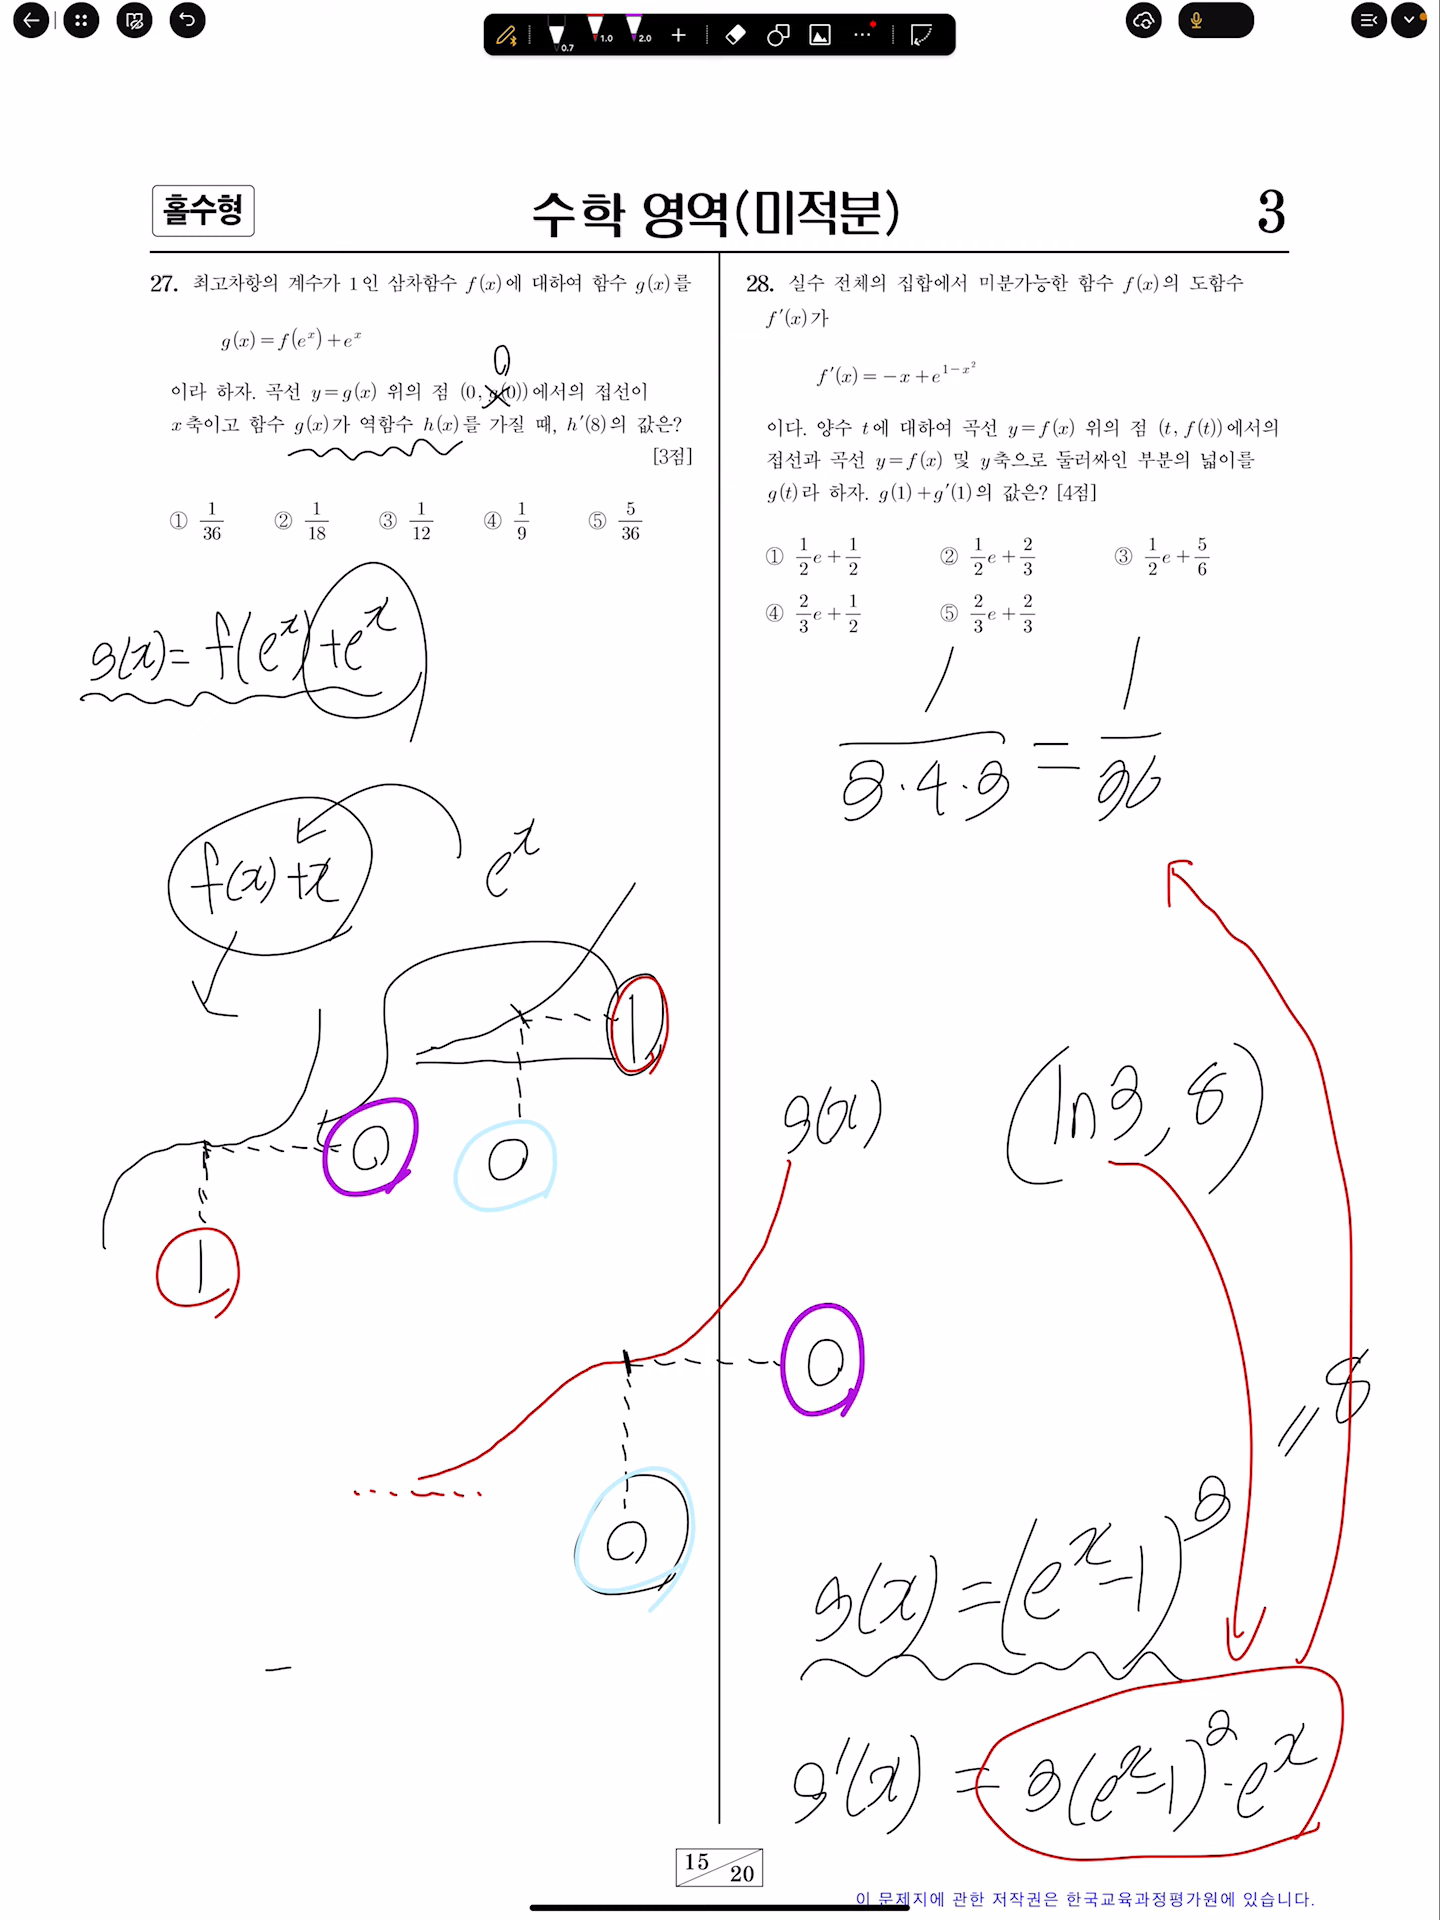 0.7 1.0 2.0
홀수형
수학 영역(미적분)
3
27. 최고차항의 계수가 1인 삼차함수 f(x)에 대하여 함수 g(x)를
g(x)=f(e^x)+e^x
0
이라 하자. 곡선 y=g(x) 위의 점 (0, g(0))에서의 접선이
x축이고 함수 g(x)가 역함수 h(x)를 가질 때, h′(8)의 값은?
[3점]
① 1/36 ② 1/18 ③ 1/12 ④ 1/9 ⑤ 5/36
g(x)= f(e^x)+e^x
f(x)+x
e^x
1
0
0
1
28. 실수 전체의 집합에서 미분가능한 함수 f(x)의 도함수
f′(x)가
f′(x)=-x+e^{1-x^2}
이다. 양수 t에 대하여 곡선 y=f(x) 위의 점 (t, f(t))에서의
접선과 곡선 y=f(x) 및 y축으로 둘러싸인 부분의 넓이를
g(t)라 하자. g(1)+g′(1)의 값은? [4점]
① 1/2 e+1/2 ② 1/2 e+2/3 ③ 1/2 e+5/6
④ 2/3 e+1/2 ⑤ 2/3 e+2/3
1/(3·4·3) = 1/36
g(x)
(ln3, 8)
0
0
=8
g(x)=(e^x-1)^3
g′(x) = 3(e^x-1)^2·e^x
15 20
이 문제지에 관한 저작권은 한국교육과정평가원에 있습니다.